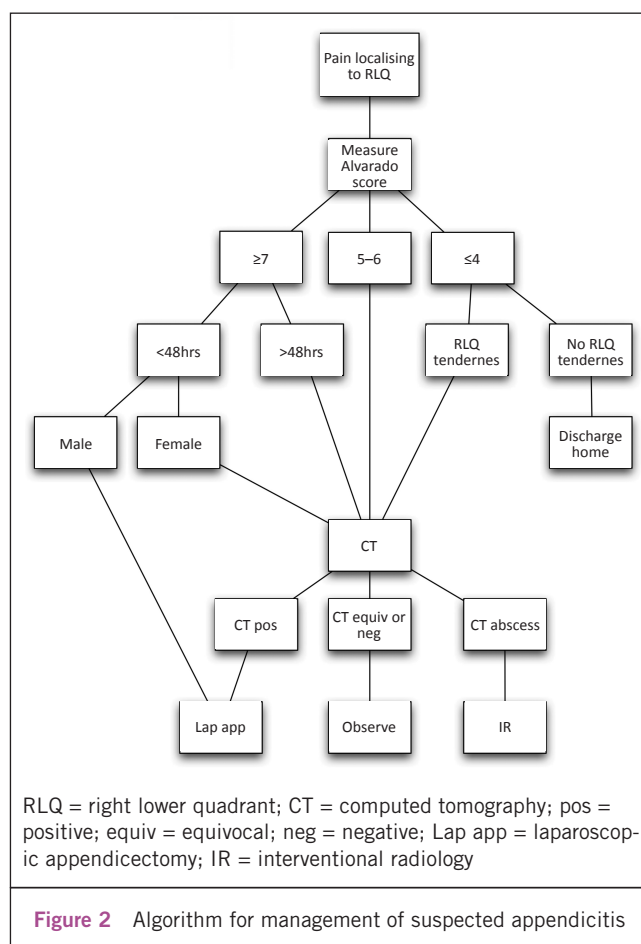 Pain localising
to RLQ
Measure
Alvarado
score
≥7
5–6
≤4
<48hrs
>48hrs
RLQ
tendernes
No RLQ
tendernes
Male
Female
Discharge
home
CT
CT pos
CT equiv or
neg
CT abscess
Lap app
Observe
IR
RLQ = right lower quadrant; CT = computed tomography; pos =
positive; equiv = equivocal; neg = negative; Lap app = laparoscop-
ic appendicectomy; IR = interventional radiology
Figure 2 Algorithm for management of suspected appendicitis